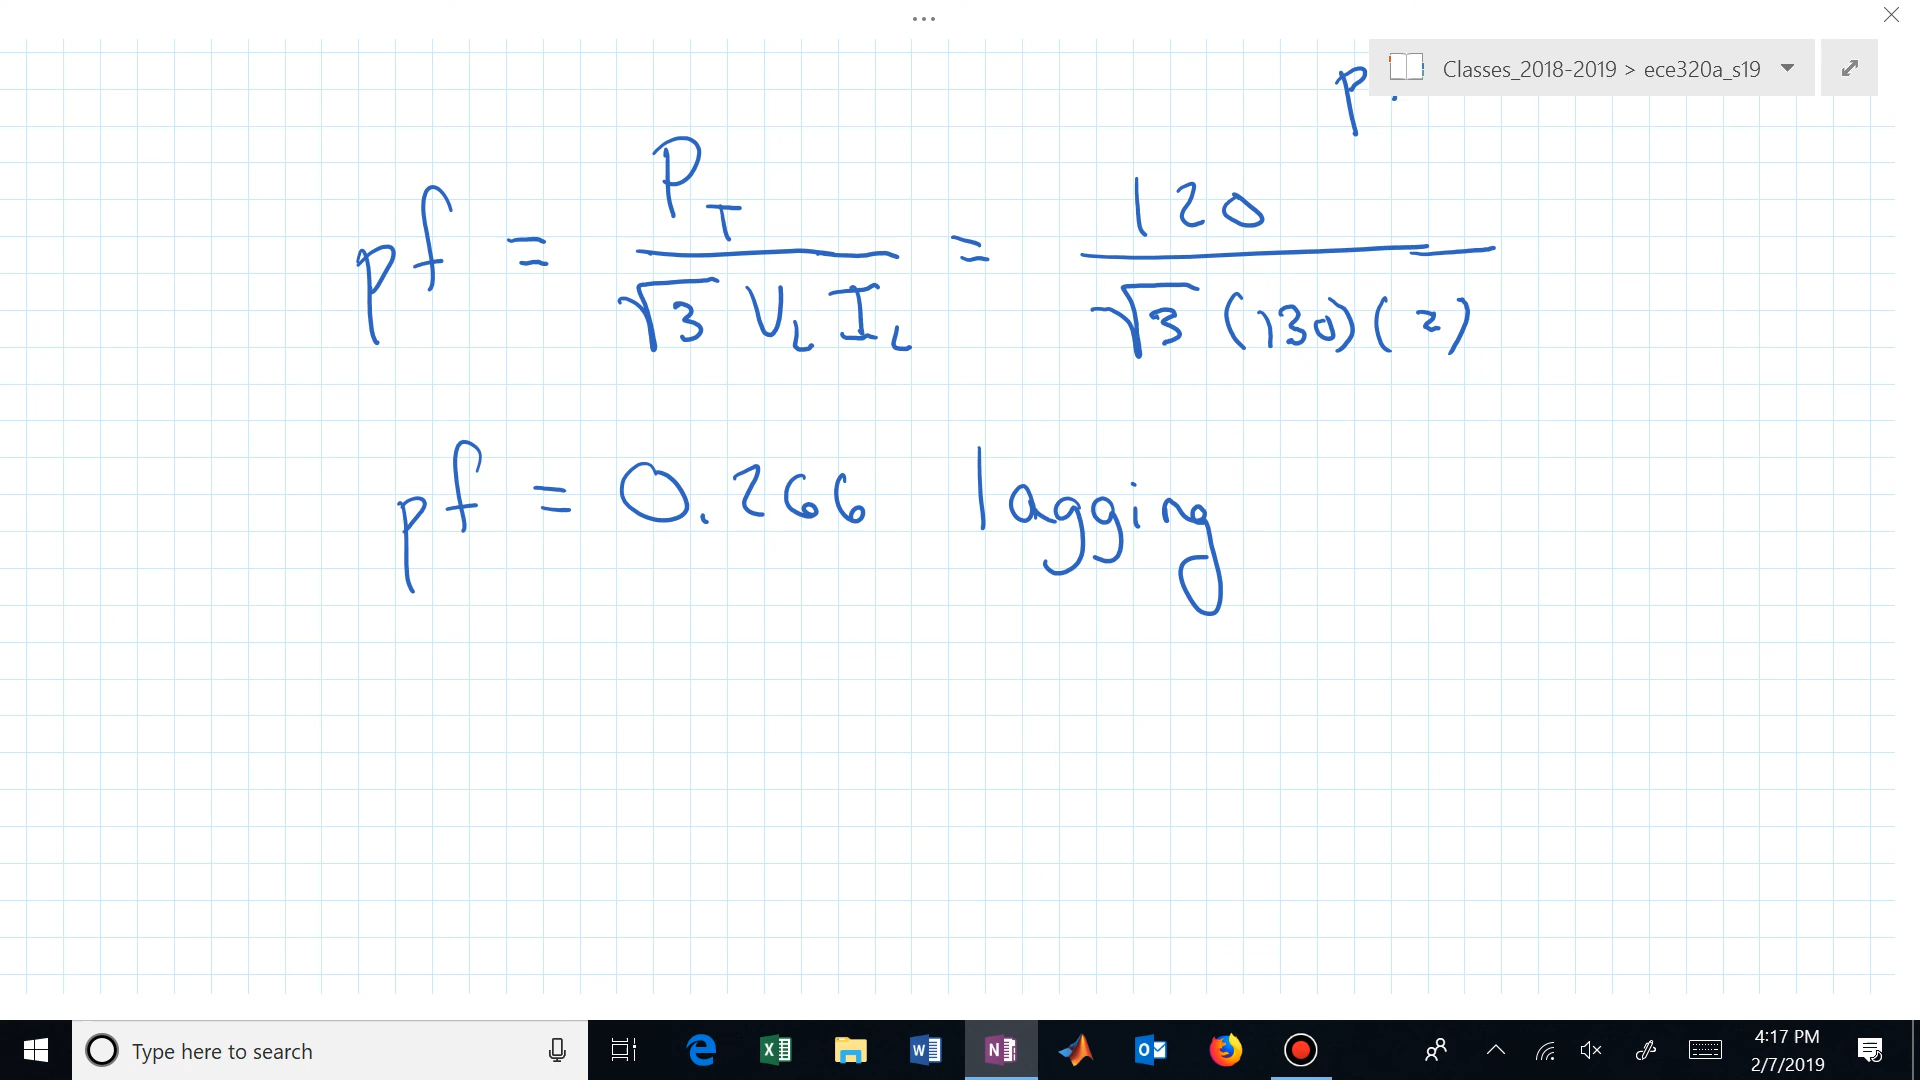 Classes_2018-2019 > ece320a_s19
pf = P_T / √3 V_L I_L = 120 / √3 (130)(2)
pf = 0.266 lagging
Type here to search
4:17 PM
2/7/2019